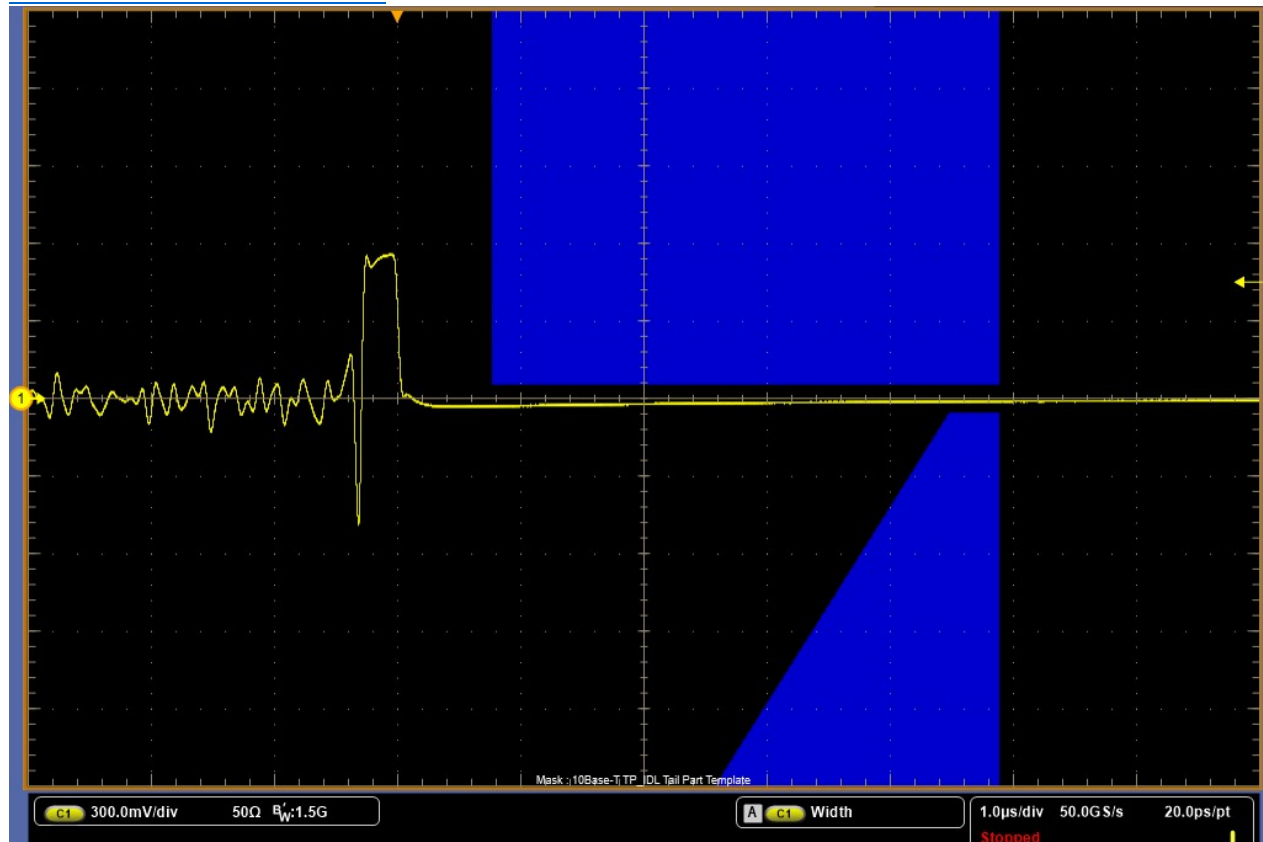 1
Mask : 10Base-T TP_IDL Tail Part Template
C1 300.0mV/div 50Ω B'W:1.5G
A C1 Width
1.0µs/div 50.0GS/s 20.0ps/pt
Stopped